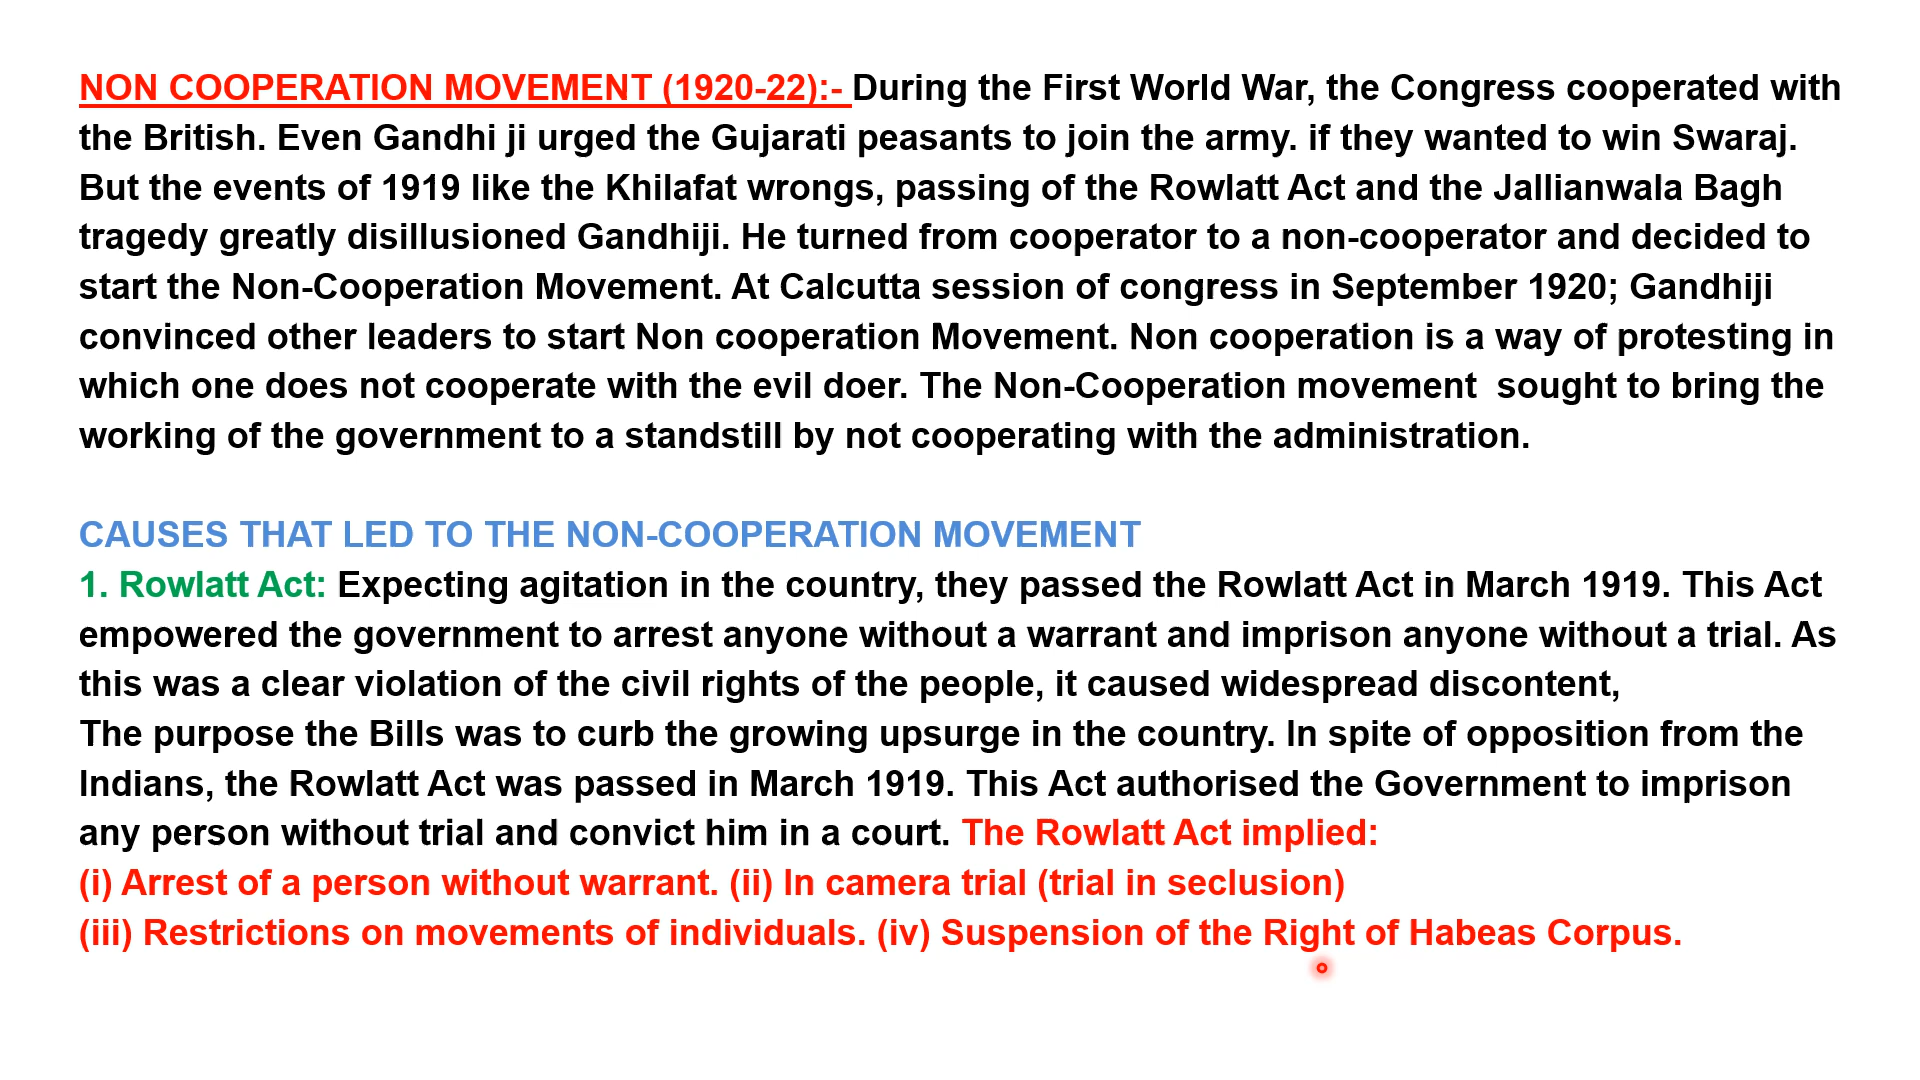 NON COOPERATION MOVEMENT (1920-22):- During the First World War, the Congress cooperated with
the British. Even Gandhi ji urged the Gujarati peasants to join the army. if they wanted to win Swaraj.
But the events of 1919 like the Khilafat wrongs, passing of the Rowlatt Act and the Jallianwala Bagh
tragedy greatly disillusioned Gandhiji. He turned from cooperator to a non-cooperator and decided to
start the Non-Cooperation Movement. At Calcutta session of congress in September 1920; Gandhiji
convinced other leaders to start Non cooperation Movement. Non cooperation is a way of protesting in
which one does not cooperate with the evil doer. The Non-Cooperation movement  sought to bring the
working of the government to a standstill by not cooperating with the administration.
CAUSES THAT LED TO THE NON-COOPERATION MOVEMENT
1. Rowlatt Act: Expecting agitation in the country, they passed the Rowlatt Act in March 1919. This Act
empowered the government to arrest anyone without a warrant and imprison anyone without a trial. As
this was a clear violation of the civil rights of the people, it caused widespread discontent,
The purpose the Bills was to curb the growing upsurge in the country. In spite of opposition from the
Indians, the Rowlatt Act was passed in March 1919. This Act authorised the Government to imprison
any person without trial and convict him in a court. The Rowlatt Act implied:
(i) Arrest of a person without warrant. (ii) In camera trial (trial in seclusion)
(iii) Restrictions on movements of individuals. (iv) Suspension of the Right of Habeas Corpus.